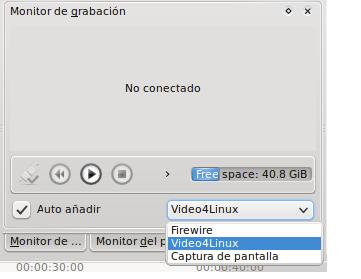 Monitor de grabación
No conectado
Free space: 40.8 GiB
Auto añadir
Video4Linux
Firewire
Video4Linux
Captura de pantalla
Monitor de ...
Monitor del p
00:00:30:00
00:00:40:00